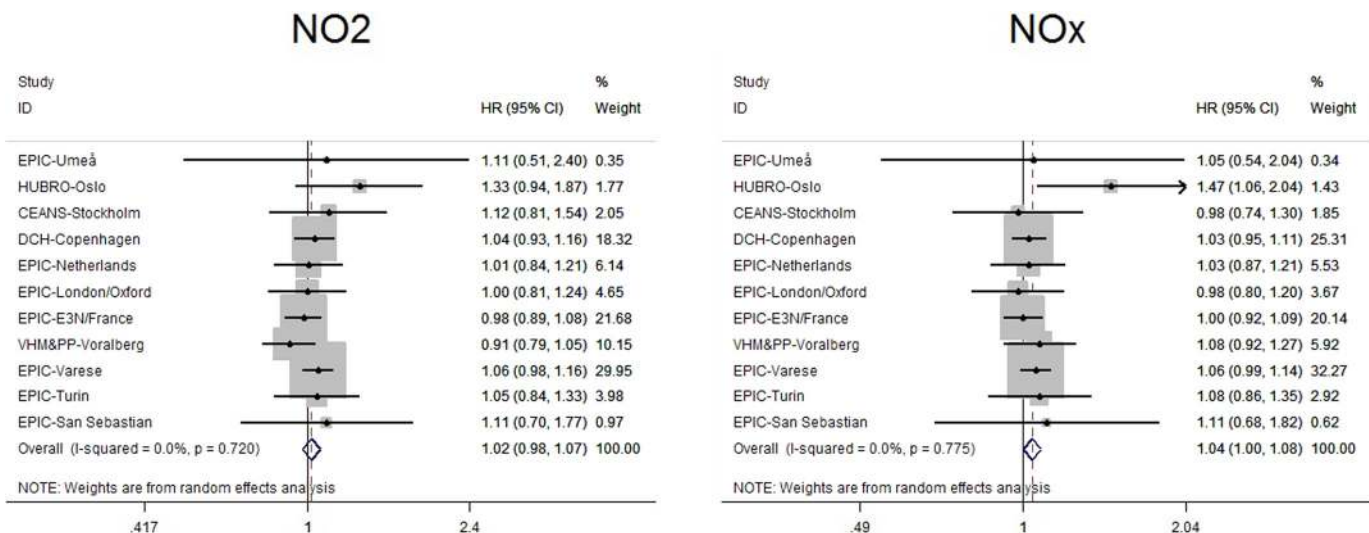 NO2
Study %
ID HR (95% CI) Weight
EPIC-Umeå 1.11 (0.51, 2.40) 0.35
HUBRO-Oslo 1.33 (0.94, 1.87) 1.77
CEANS-Stockholm 1.12 (0.81, 1.54) 2.05
DCH-Copenhagen 1.04 (0.93, 1.16) 18.32
EPIC-Netherlands 1.01 (0.84, 1.21) 6.14
EPIC-London/Oxford 1.00 (0.81, 1.24) 4.65
EPIC-E3N/France 0.98 (0.89, 1.08) 21.68
VHM&PP-Voralberg 0.91 (0.79, 1.05) 10.15
EPIC-Varese 1.06 (0.98, 1.16) 29.95
EPIC-Turin 1.05 (0.84, 1.33) 3.98
EPIC-San Sebastian 1.11 (0.70, 1.77) 0.97
Overall (I-squared = 0.0%, p = 0.720) 1.02 (0.98, 1.07) 100.00
NOTE: Weights are from random effects analysis
.417 1 2.4
NOx
Study %
ID HR (95% CI) Weight
EPIC-Umeå 1.05 (0.54, 2.04) 0.34
HUBRO-Oslo 1.47 (1.06, 2.04) 1.43
CEANS-Stockholm 0.98 (0.74, 1.30) 1.85
DCH-Copenhagen 1.03 (0.95, 1.11) 25.31
EPIC-Netherlands 1.03 (0.87, 1.21) 5.53
EPIC-London/Oxford 0.98 (0.80, 1.20) 3.67
EPIC-E3N/France 1.00 (0.92, 1.09) 20.14
VHM&PP-Voralberg 1.08 (0.92, 1.27) 5.92
EPIC-Varese 1.06 (0.99, 1.14) 32.27
EPIC-Turin 1.08 (0.86, 1.35) 2.92
EPIC-San Sebastian 1.11 (0.68, 1.82) 0.62
Overall (I-squared = 0.0%, p = 0.775) 1.04 (1.00, 1.08) 100.00
NOTE: Weights are from random effects analysis
.49 1 2.04